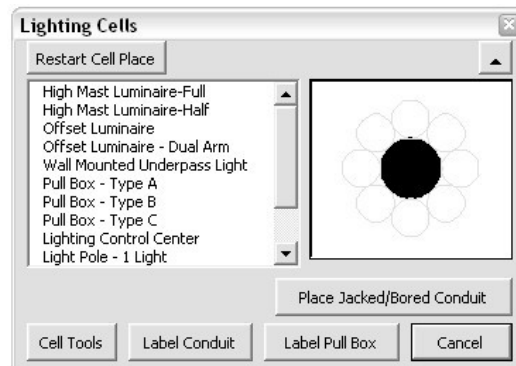 Lighting Cells
Restart Cell Place
High Mast Luminaire-Full
High Mast Luminaire-Half
Offset Luminaire
Offset Luminaire - Dual Arm
Wall Mounted Underpass Light
Pull Box - Type A
Pull Box - Type B
Pull Box - Type C
Lighting Control Center
Light Pole - 1 Light
Place Jacked/Bored Conduit
Cell Tools
Label Conduit
Label Pull Box
Cancel